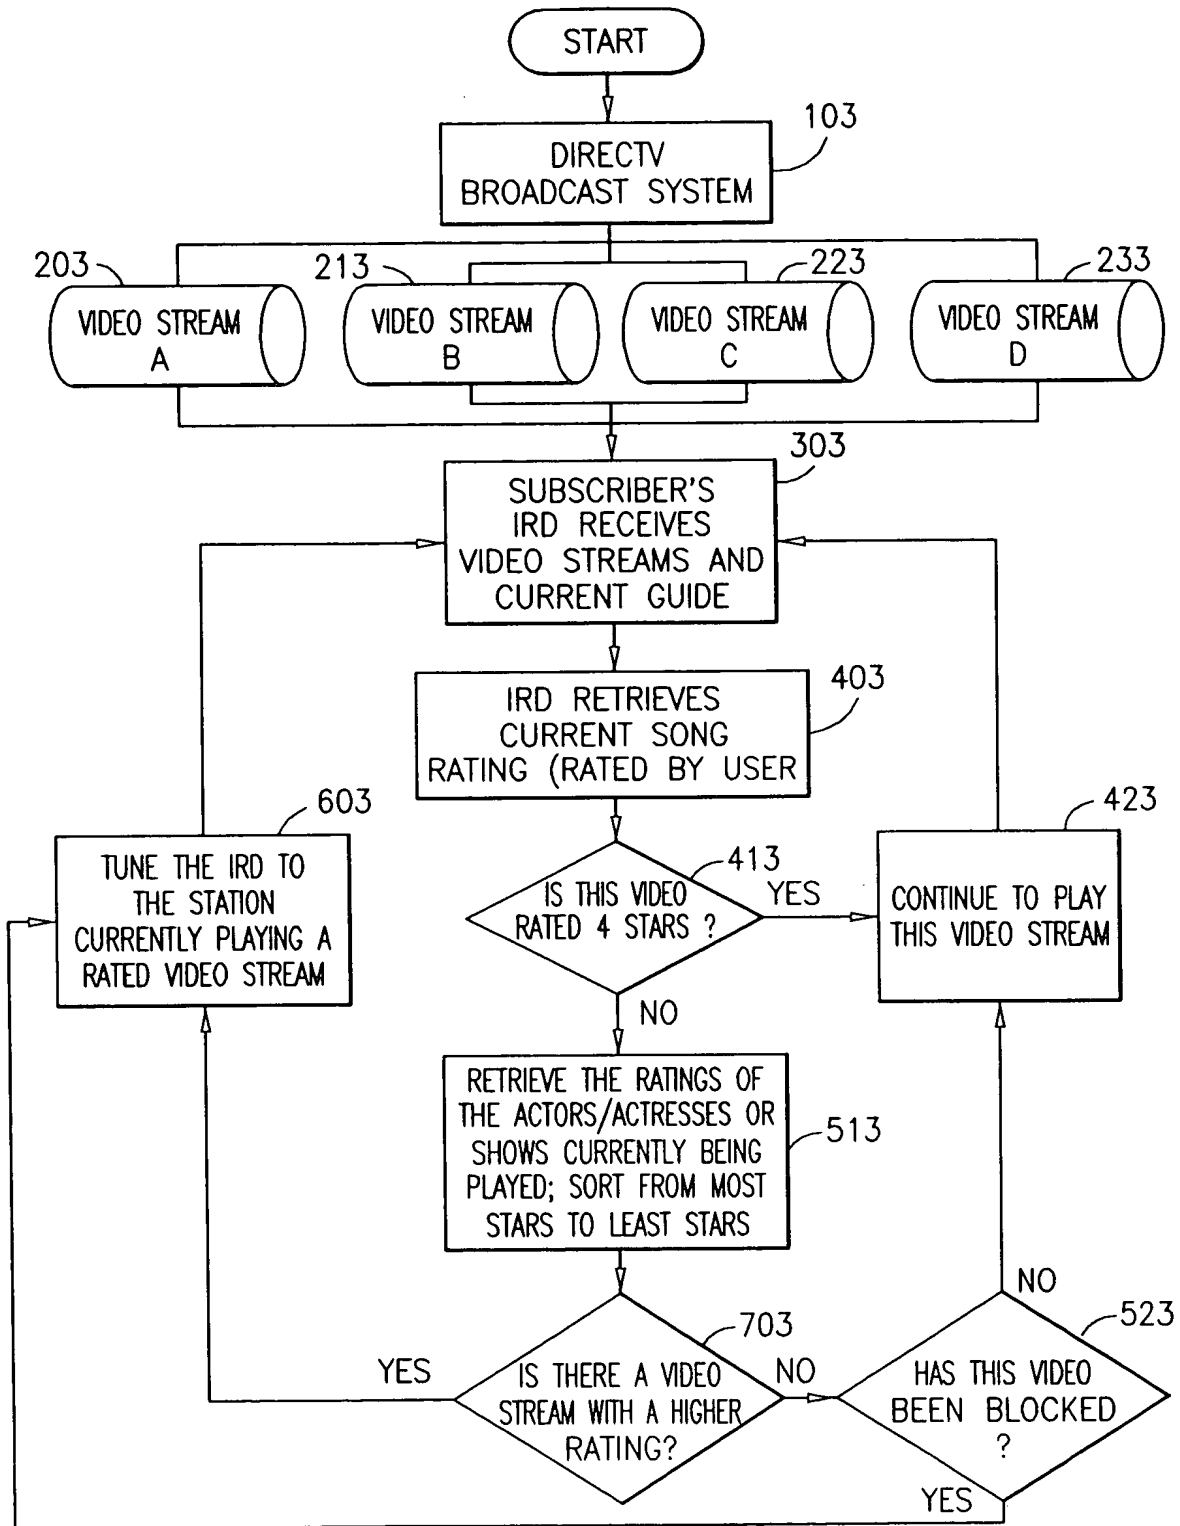 START
103
DIRECTV
BROADCAST SYSTEM
203
213
223
233
VIDEO STREAM
A
VIDEO STREAM
B
VIDEO STREAM
C
VIDEO STREAM
D
303
SUBSCRIBER'S
IRD RECEIVES
VIDEO STREAMS AND
CURRENT GUIDE
403
IRD RETRIEVES
CURRENT SONG
RATING (RATED BY USER
603
TUNE THE IRD TO
THE STATION
CURRENTLY PLAYING A
RATED VIDEO STREAM
413
IS THIS VIDEO
RATED 4 STARS ?
YES
423
CONTINUE TO PLAY
THIS VIDEO STREAM
NO
RETRIEVE THE RATINGS OF
THE ACTORS/ACTRESSES OR
SHOWS CURRENTLY BEING
PLAYED; SORT FROM MOST
STARS TO LEAST STARS
513
703
YES
IS THERE A VIDEO
STREAM WITH A HIGHER
RATING?
NO
NO
523
HAS THIS VIDEO
BEEN BLOCKED
?
YES